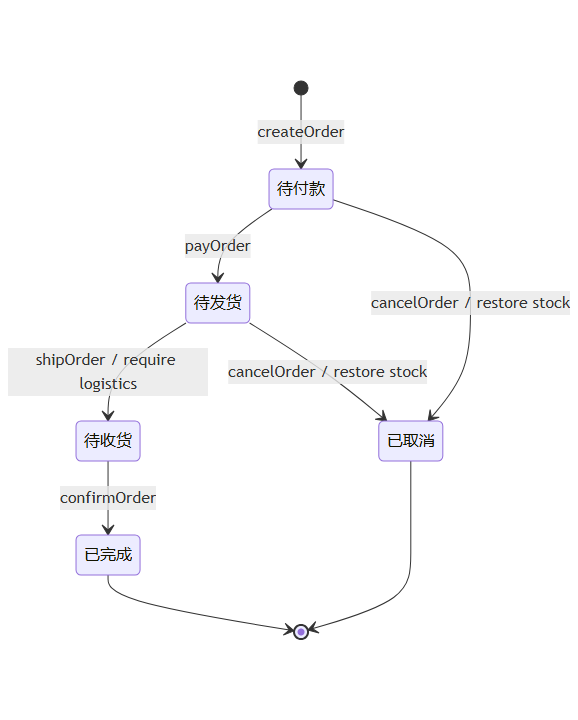 createOrder
待付款
payOrder
待发货
cancelOrder / restore stock
shipOrder / require
logistics
cancelOrder / restore stock
待收货
已取消
confirmOrder
已完成